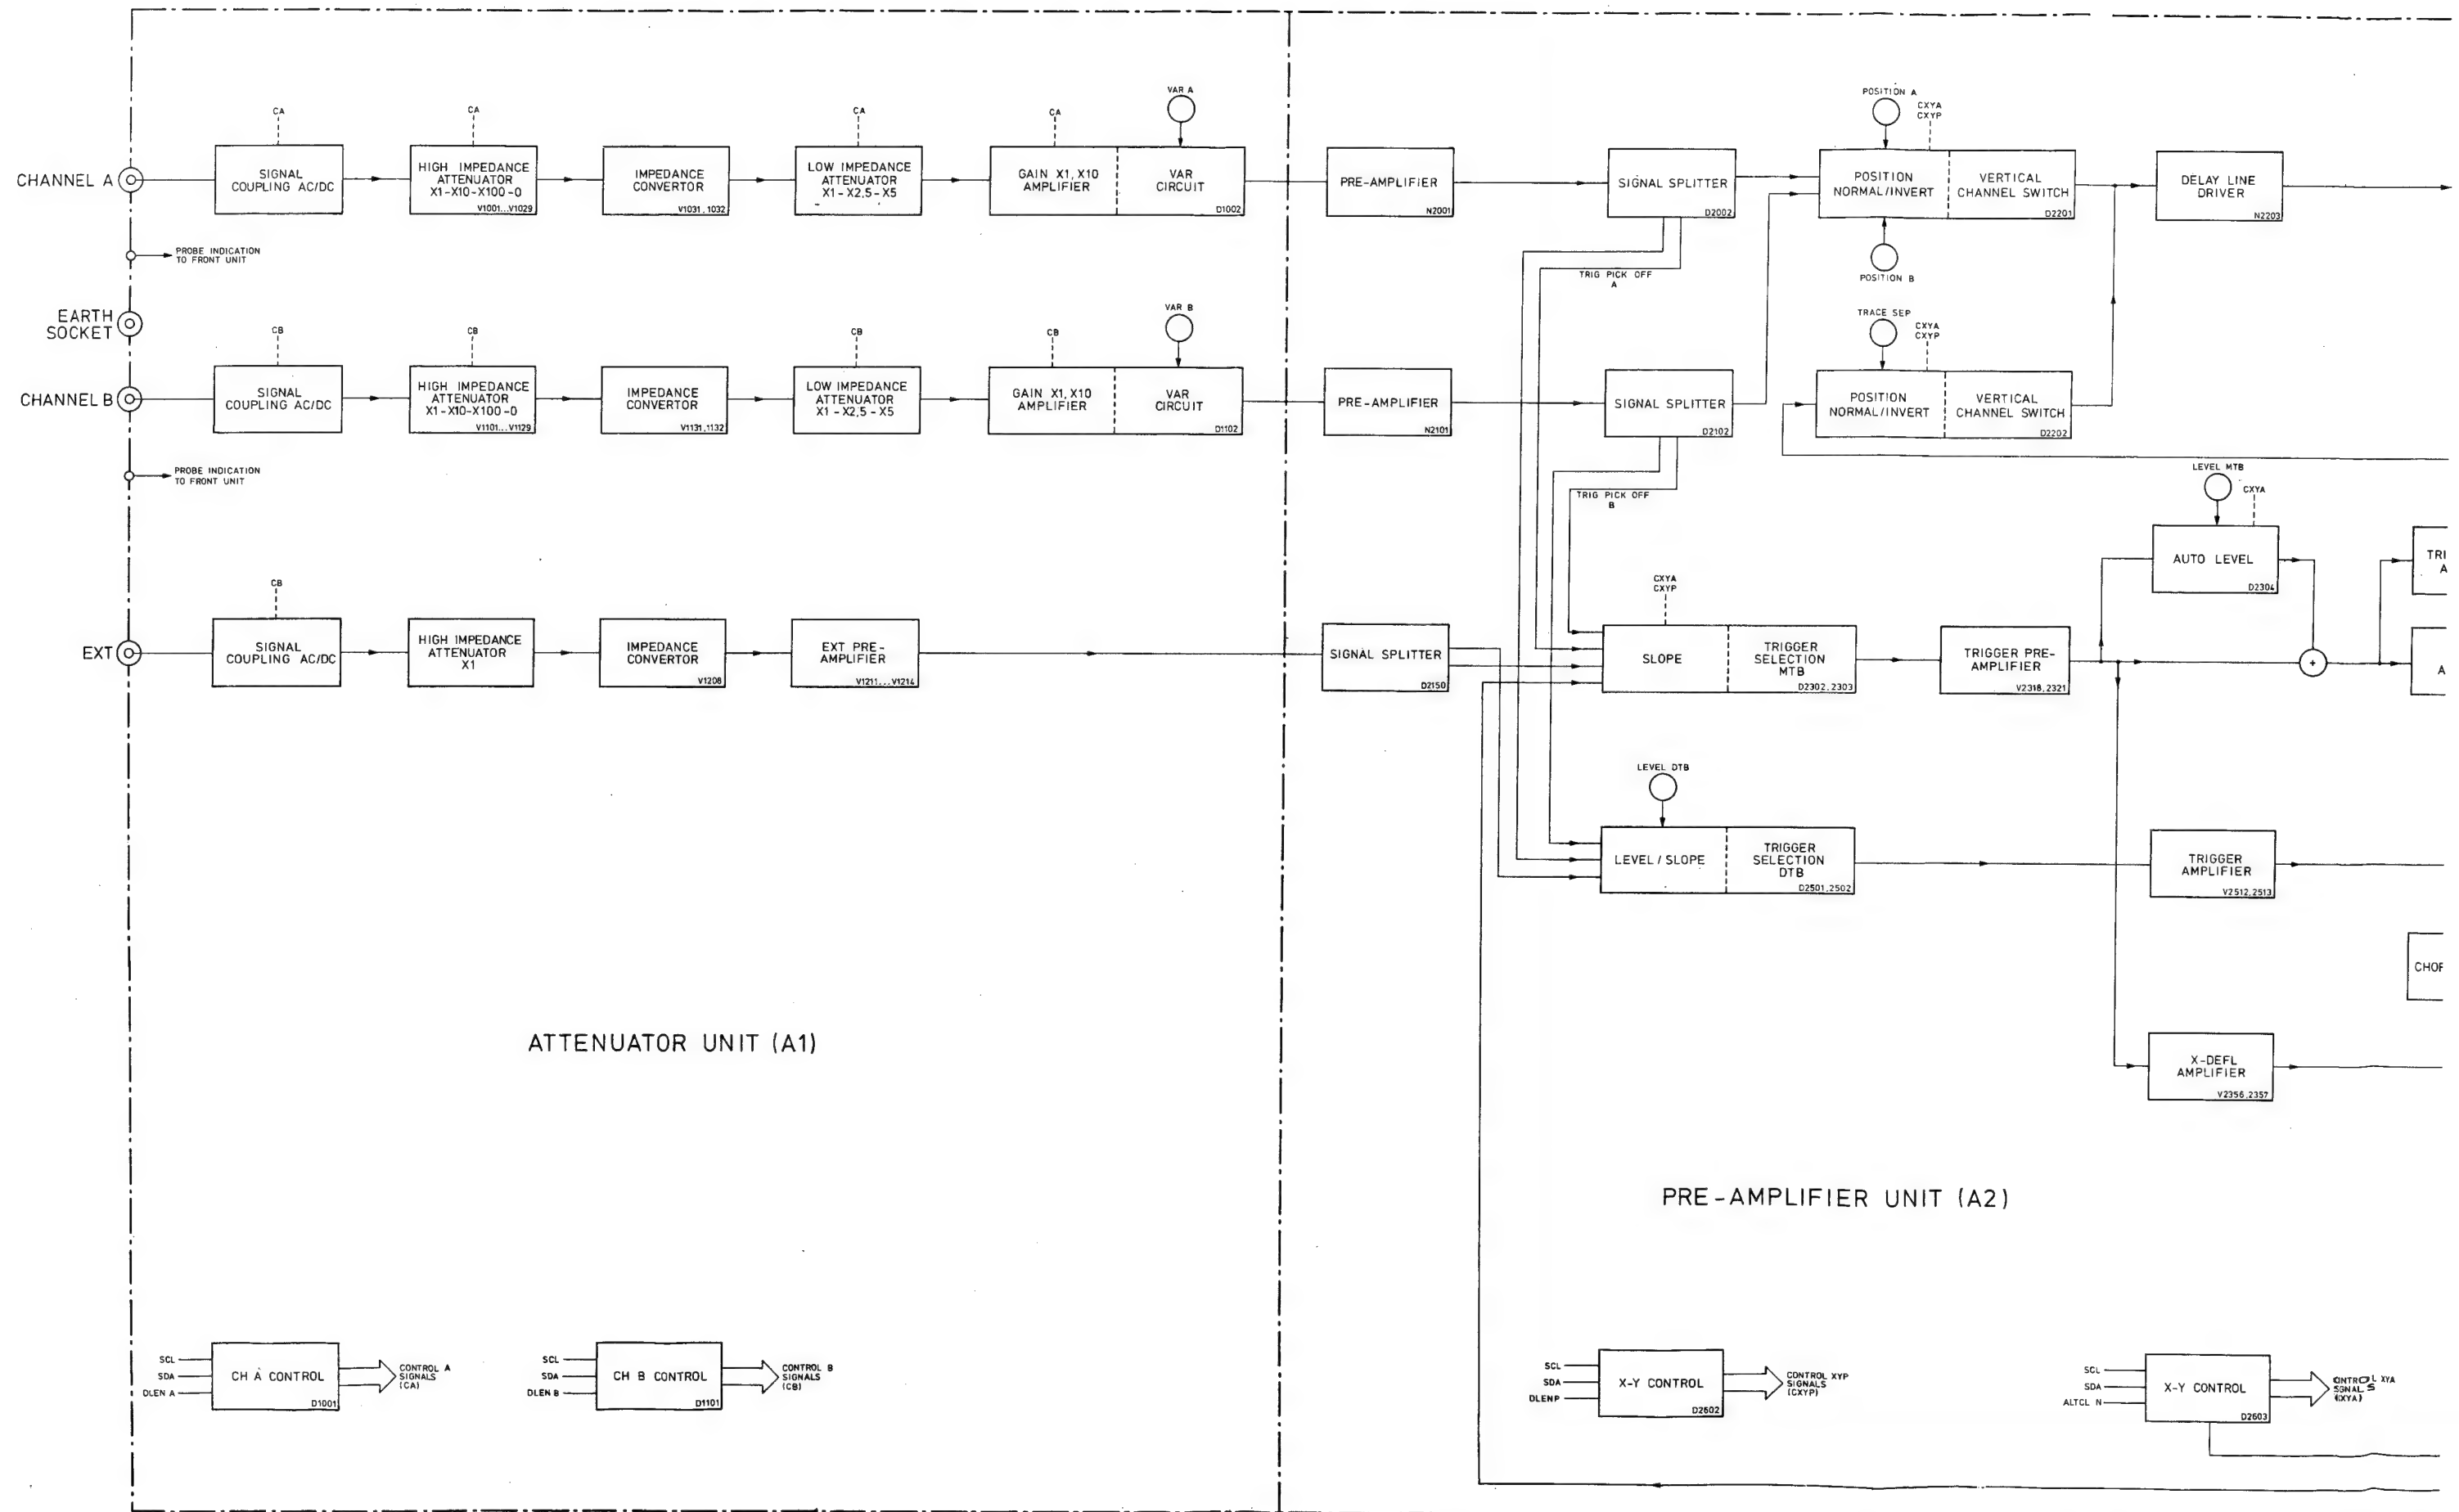 VAR A
POSITION A
CXYA
CXYP
CA
CA
CA
CA
CHANNEL A
SIGNAL
COUPLING AC/DC
HIGH IMPEDANCE
ATTENUATOR
X1-X10-X100-0
V1001...V1029
IMPEDANCE
CONVERTOR
V1031,1032
LOW IMPEDANCE
ATTENUATOR
X1-X2,5-X5
GAIN X1,X10
AMPLIFIER
VAR
CIRCUIT
D1002
PRE-AMPLIFIER
N2001
SIGNAL SPLITTER
D2002
POSITION
NORMAL/INVERT
VERTICAL
CHANNEL SWITCH
D2201
DELAY LINE
DRIVER
N2203
PROBE INDICATION
TO FRONT UNIT
TRIG PICK OFF
A
POSITION B
EARTH
SOCKET
VAR B
TRACE SEP
CXYA
CXYP
CB
CB
CB
CB
CHANNEL B
SIGNAL
COUPLING AC/DC
HIGH IMPEDANCE
ATTENUATOR
X1-X10-X100-0
V1101...V1129
IMPEDANCE
CONVERTOR
V1131,1132
LOW IMPEDANCE
ATTENUATOR
X1-X2,5-X5
GAIN X1,X10
AMPLIFIER
VAR
CIRCUIT
D1102
PRE-AMPLIFIER
N2101
SIGNAL SPLITTER
D2102
POSITION
NORMAL/INVERT
VERTICAL
CHANNEL SWITCH
D2202
PROBE INDICATION
TO FRONT UNIT
TRIG PICK OFF
B
LEVEL MTB
CXYA
AUTO LEVEL
D2304
TRI
A
CB
CXYA
CXYP
EXT
SIGNAL
COUPLING AC/DC
HIGH IMPEDANCE
ATTENUATOR
X1
IMPEDANCE
CONVERTOR
V1208
EXT PRE-
AMPLIFIER
V1211...V1214
SIGNAL SPLITTER
D2150
SLOPE
TRIGGER
SELECTION
MTB
D2302,2303
TRIGGER PRE-
AMPLIFIER
V2318,2321
+
A
LEVEL DTB
LEVEL / SLOPE
TRIGGER
SELECTION
DTB
D2501,2502
TRIGGER
AMPLIFIER
V2512,2513
CHOP
X-DEFL
AMPLIFIER
V2356,2357
ATTENUATOR UNIT (A1)
PRE-AMPLIFIER UNIT (A2)
SCL
SDA
DLEN A
CH A CONTROL
D1001
CONTROL A
SIGNALS
(CA)
SCL
SDA
DLEN B
CH B CONTROL
D1101
CONTROL B
SIGNALS
(CB)
SCL
SDA
DLENP
X-Y CONTROL
D2602
CONTROL XYP
SIGNALS
(CXYP)
SCL
SDA
ALTCL N
X-Y CONTROL
D2603
ONTROL XYA
SGNALS
(XYA)